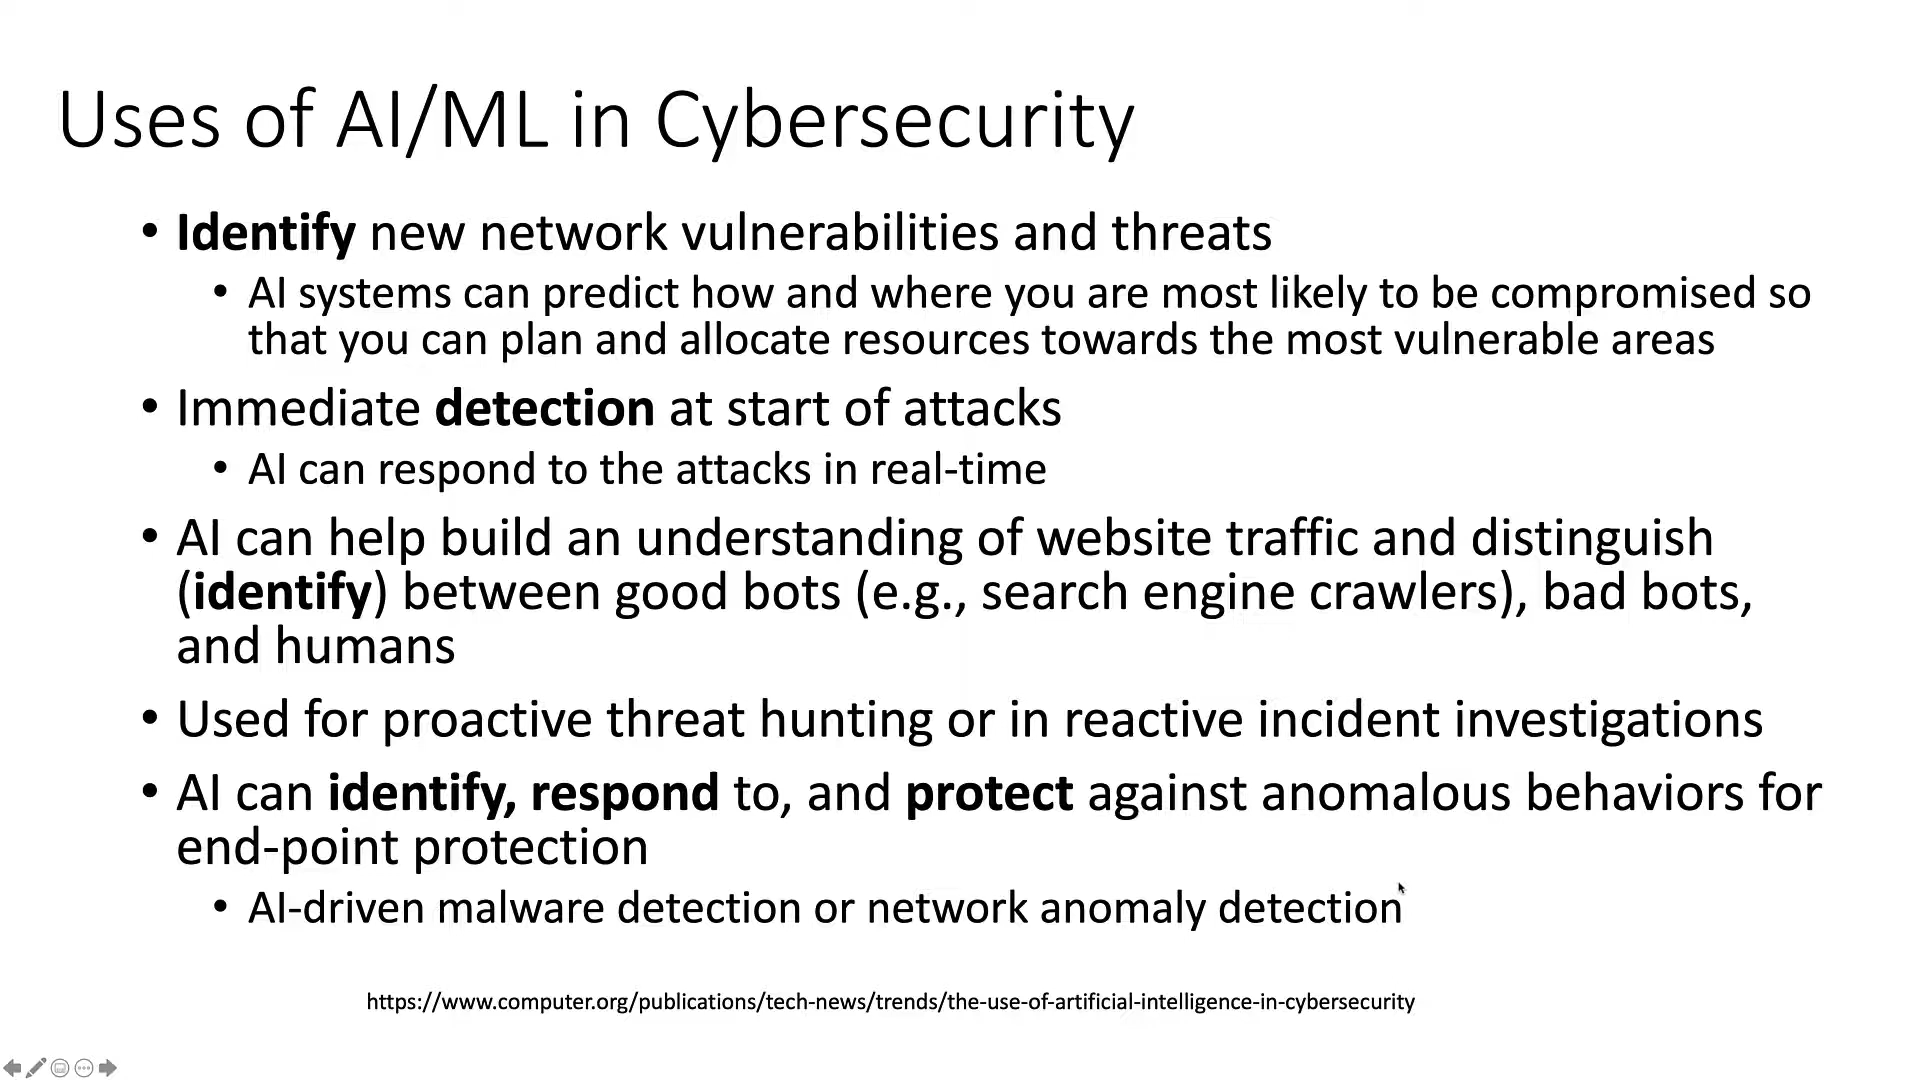 Uses of AI/ML in Cybersecurity
• Identify new network vulnerabilities and threats
• AI systems can predict how and where you are most likely to be compromised so
that you can plan and allocate resources towards the most vulnerable areas
• Immediate detection at start of attacks
• AI can respond to the attacks in real-time
• AI can help build an understanding of website traffic and distinguish
(identify) between good bots (e.g., search engine crawlers), bad bots,
and humans
• Used for proactive threat hunting or in reactive incident investigations
• AI can identify, respond to, and protect against anomalous behaviors for
end-point protection
• AI-driven malware detection or network anomaly detection
https://www.computer.org/publications/tech-news/trends/the-use-of-artificial-intelligence-in-cybersecurity